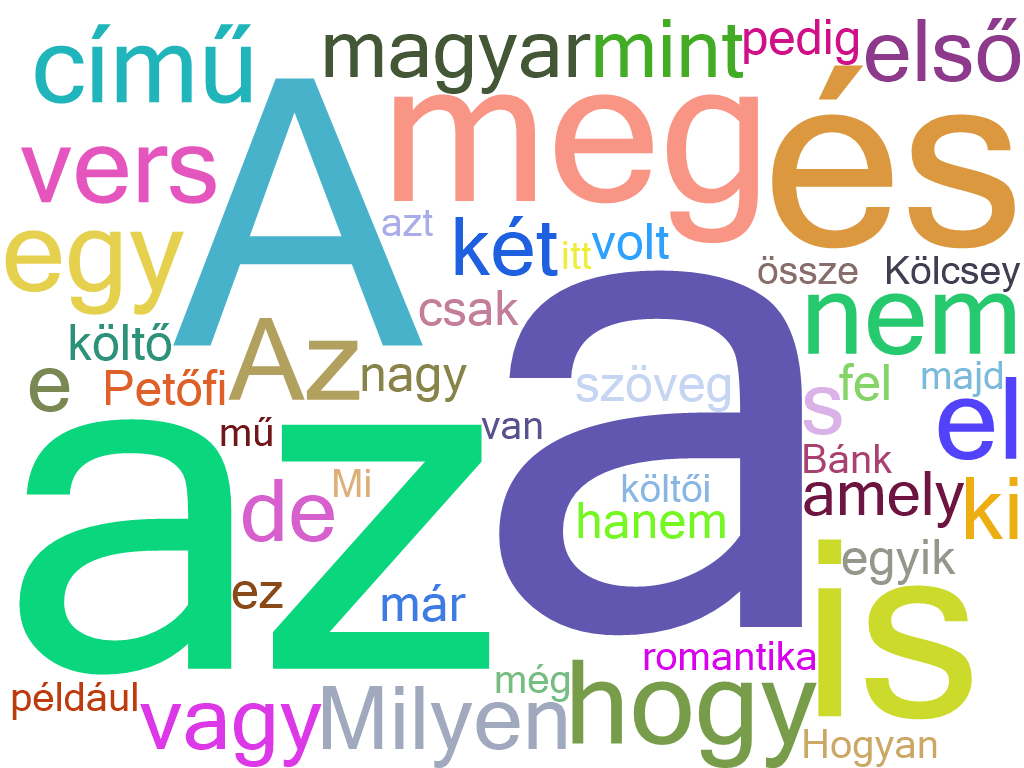 című
magyar
mint
pedig
első
vers
A
meg
és
egy
azt
két
itt
volt
össze
Kölcsey
csak
a
nem
költő
Az
nagy
e
Petőfi
szöveg
s
fel
majd
el
mű
van
Bánk
az
de
Mi
költői
hanem
amely
ki
ez
már
egyik
is
romantika
például
vagy
Milyen
még
hogy
Hogyan